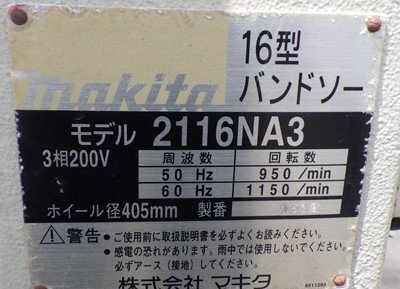 16型
makita バンドソー
モデル 2116NA3
3相200V 周波数 回転数
50 Hz 950 /min
60 Hz 1150 /min
ホイール径405mm 製番
⚠警告 • ご使用前に取扱説明書を必ずよくお読みください。
• 感電の恐れがあります。雨中では使用しないでください。
必ずアース(接地)してください。
株式会社 マキタ
8511293